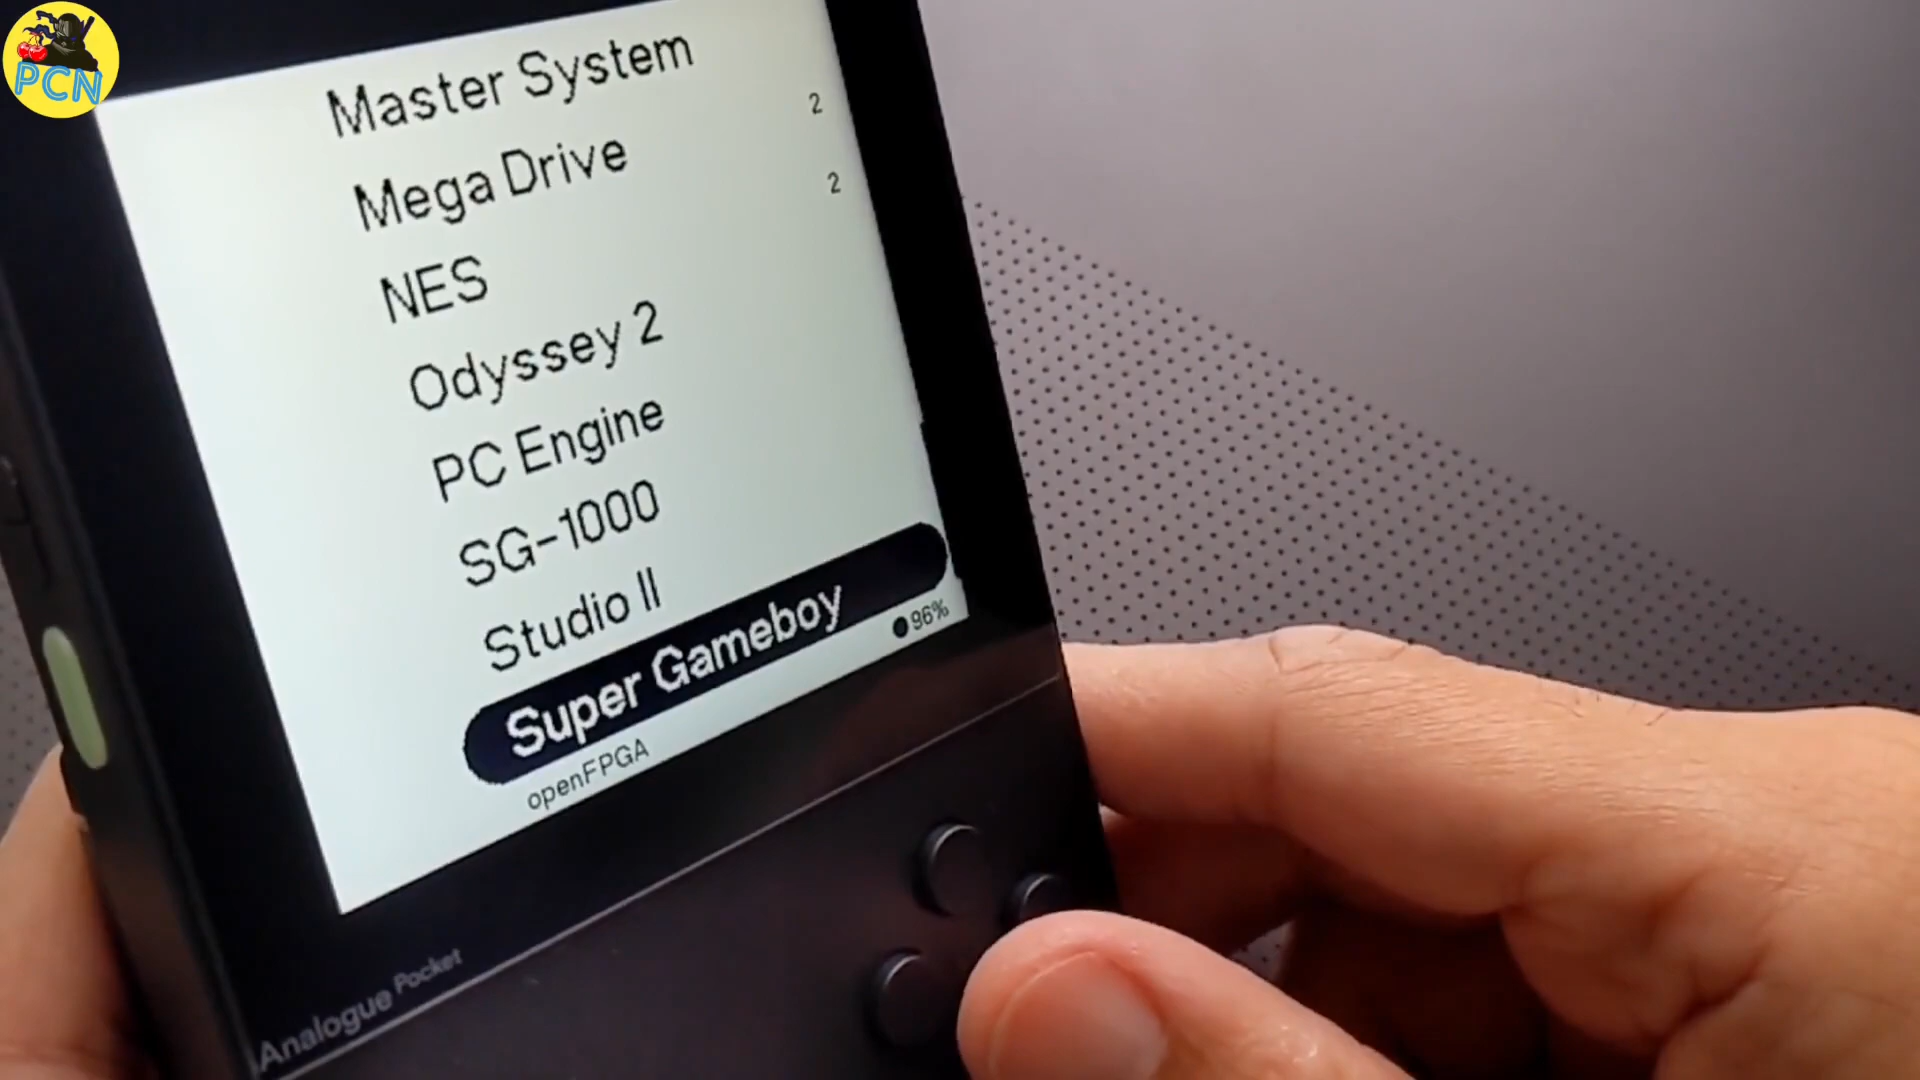 PCN
Master System
Mega Drive 2
NES 2
Odyssey 2
PC Engine
SG-1000
Studio II
Super Gameboy
openFPGA 96%
Analogue Pocket